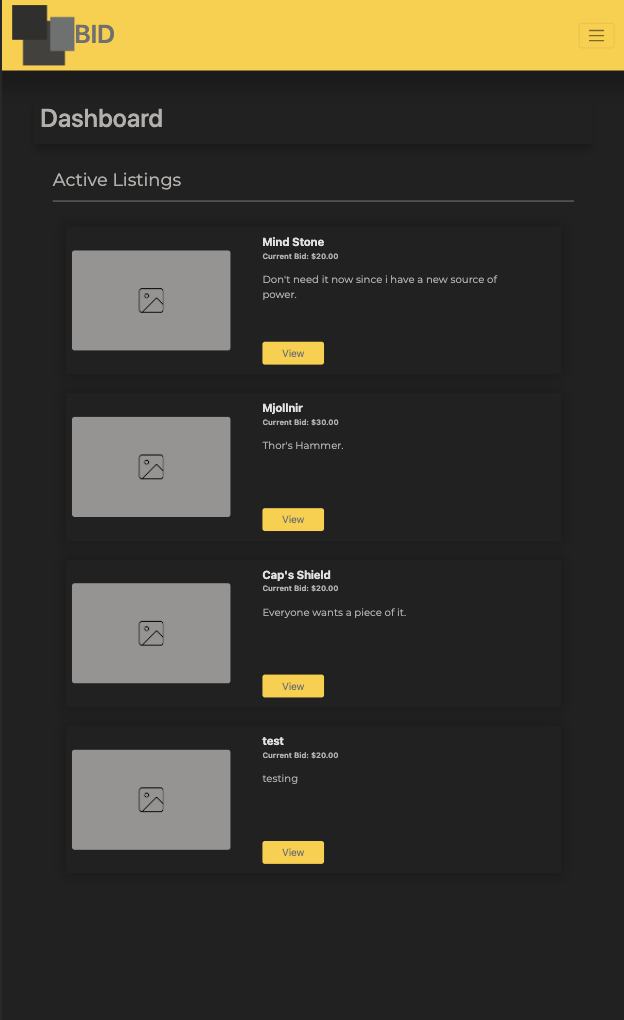 BID
Dashboard
Active Listings
Mind Stone
Current Bid: $20.00
Don't need it now since i have a new source of
power.
View
Mjollnir
Current Bid: $30.00
Thor's Hammer.
View
Cap's Shield
Current Bid: $20.00
Everyone wants a piece of it.
View
test
Current Bid: $20.00
testing
View